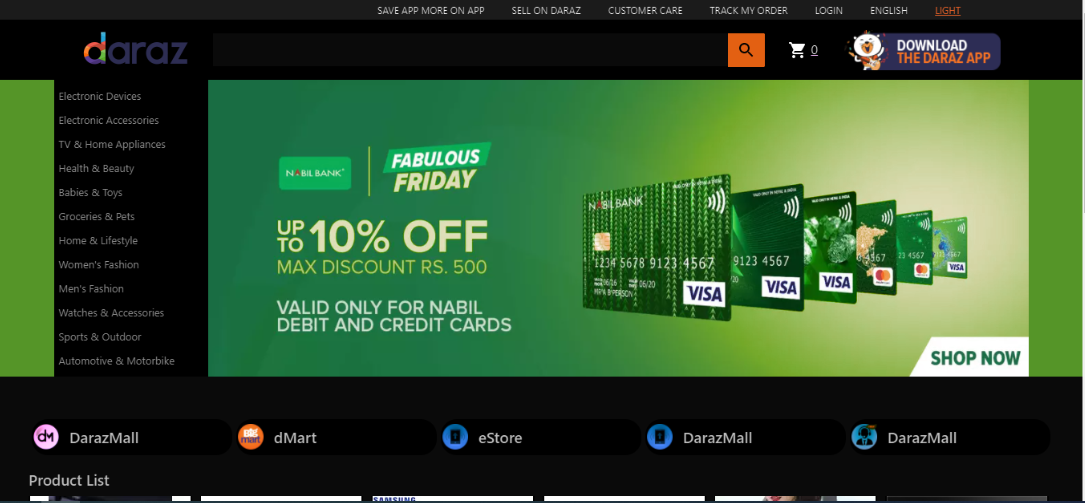 SAVE APP MORE ON APP SELL ON DARAZ CUSTOMER CARE TRACK MY ORDER LOGIN ENGLISH LIGHT
daraz
0
DOWNLOAD
THE DARAZ APP
Electronic Devices
Electronic Accessories
TV & Home Appliances
Health & Beauty
Babies & Toys
Groceries & Pets
Home & Lifestyle
Women's Fashion
Men's Fashion
Watches & Accessories
Sports & Outdoor
Automotive & Motorbike
NABIL BANK
FABULOUS
FRIDAY
UP TO 10% OFF
MAX DISCOUNT RS. 500
VALID ONLY FOR NABIL
DEBIT AND CREDIT CARDS
NABIL BANK
1234 5678 9123 4567
VISA
9123 4567
VISA
VISA
SHOP NOW
dM DarazMall
mart dMart
eStore
DarazMall
DarazMall
Product List
SAMSUNG